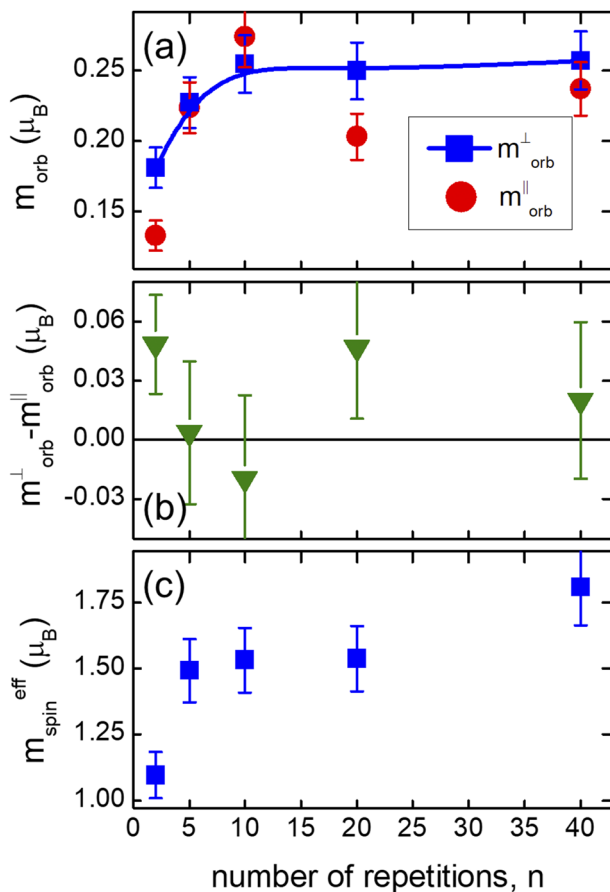 (a)
m_orb (μ_B)
0.25
0.20
0.15
m^⊥_orb
m^||_orb
m^⊥_orb-m^||_orb (μ_B)
0.06
0.03
0.00
-0.03
(b)
(c)
m_spin^eff (μ_B)
1.75
1.50
1.25
1.00
0 5 10 15 20 25 30 35 40
number of repetitions, n